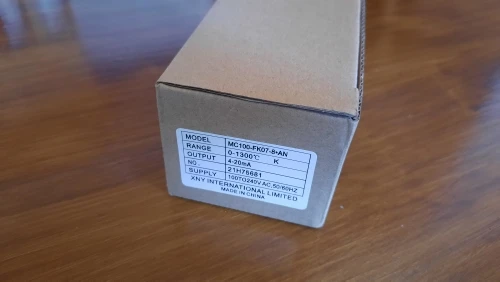 MODEL MC100-FK07-8*AN
RANGE 0-1300℃ K
OUTPUT 4-20mA
NO. 21H75681
SUPPLY 100TO240V AC,50/60HZ
XNY INTERNATIONAL LIMITED
MADE IN CHINA